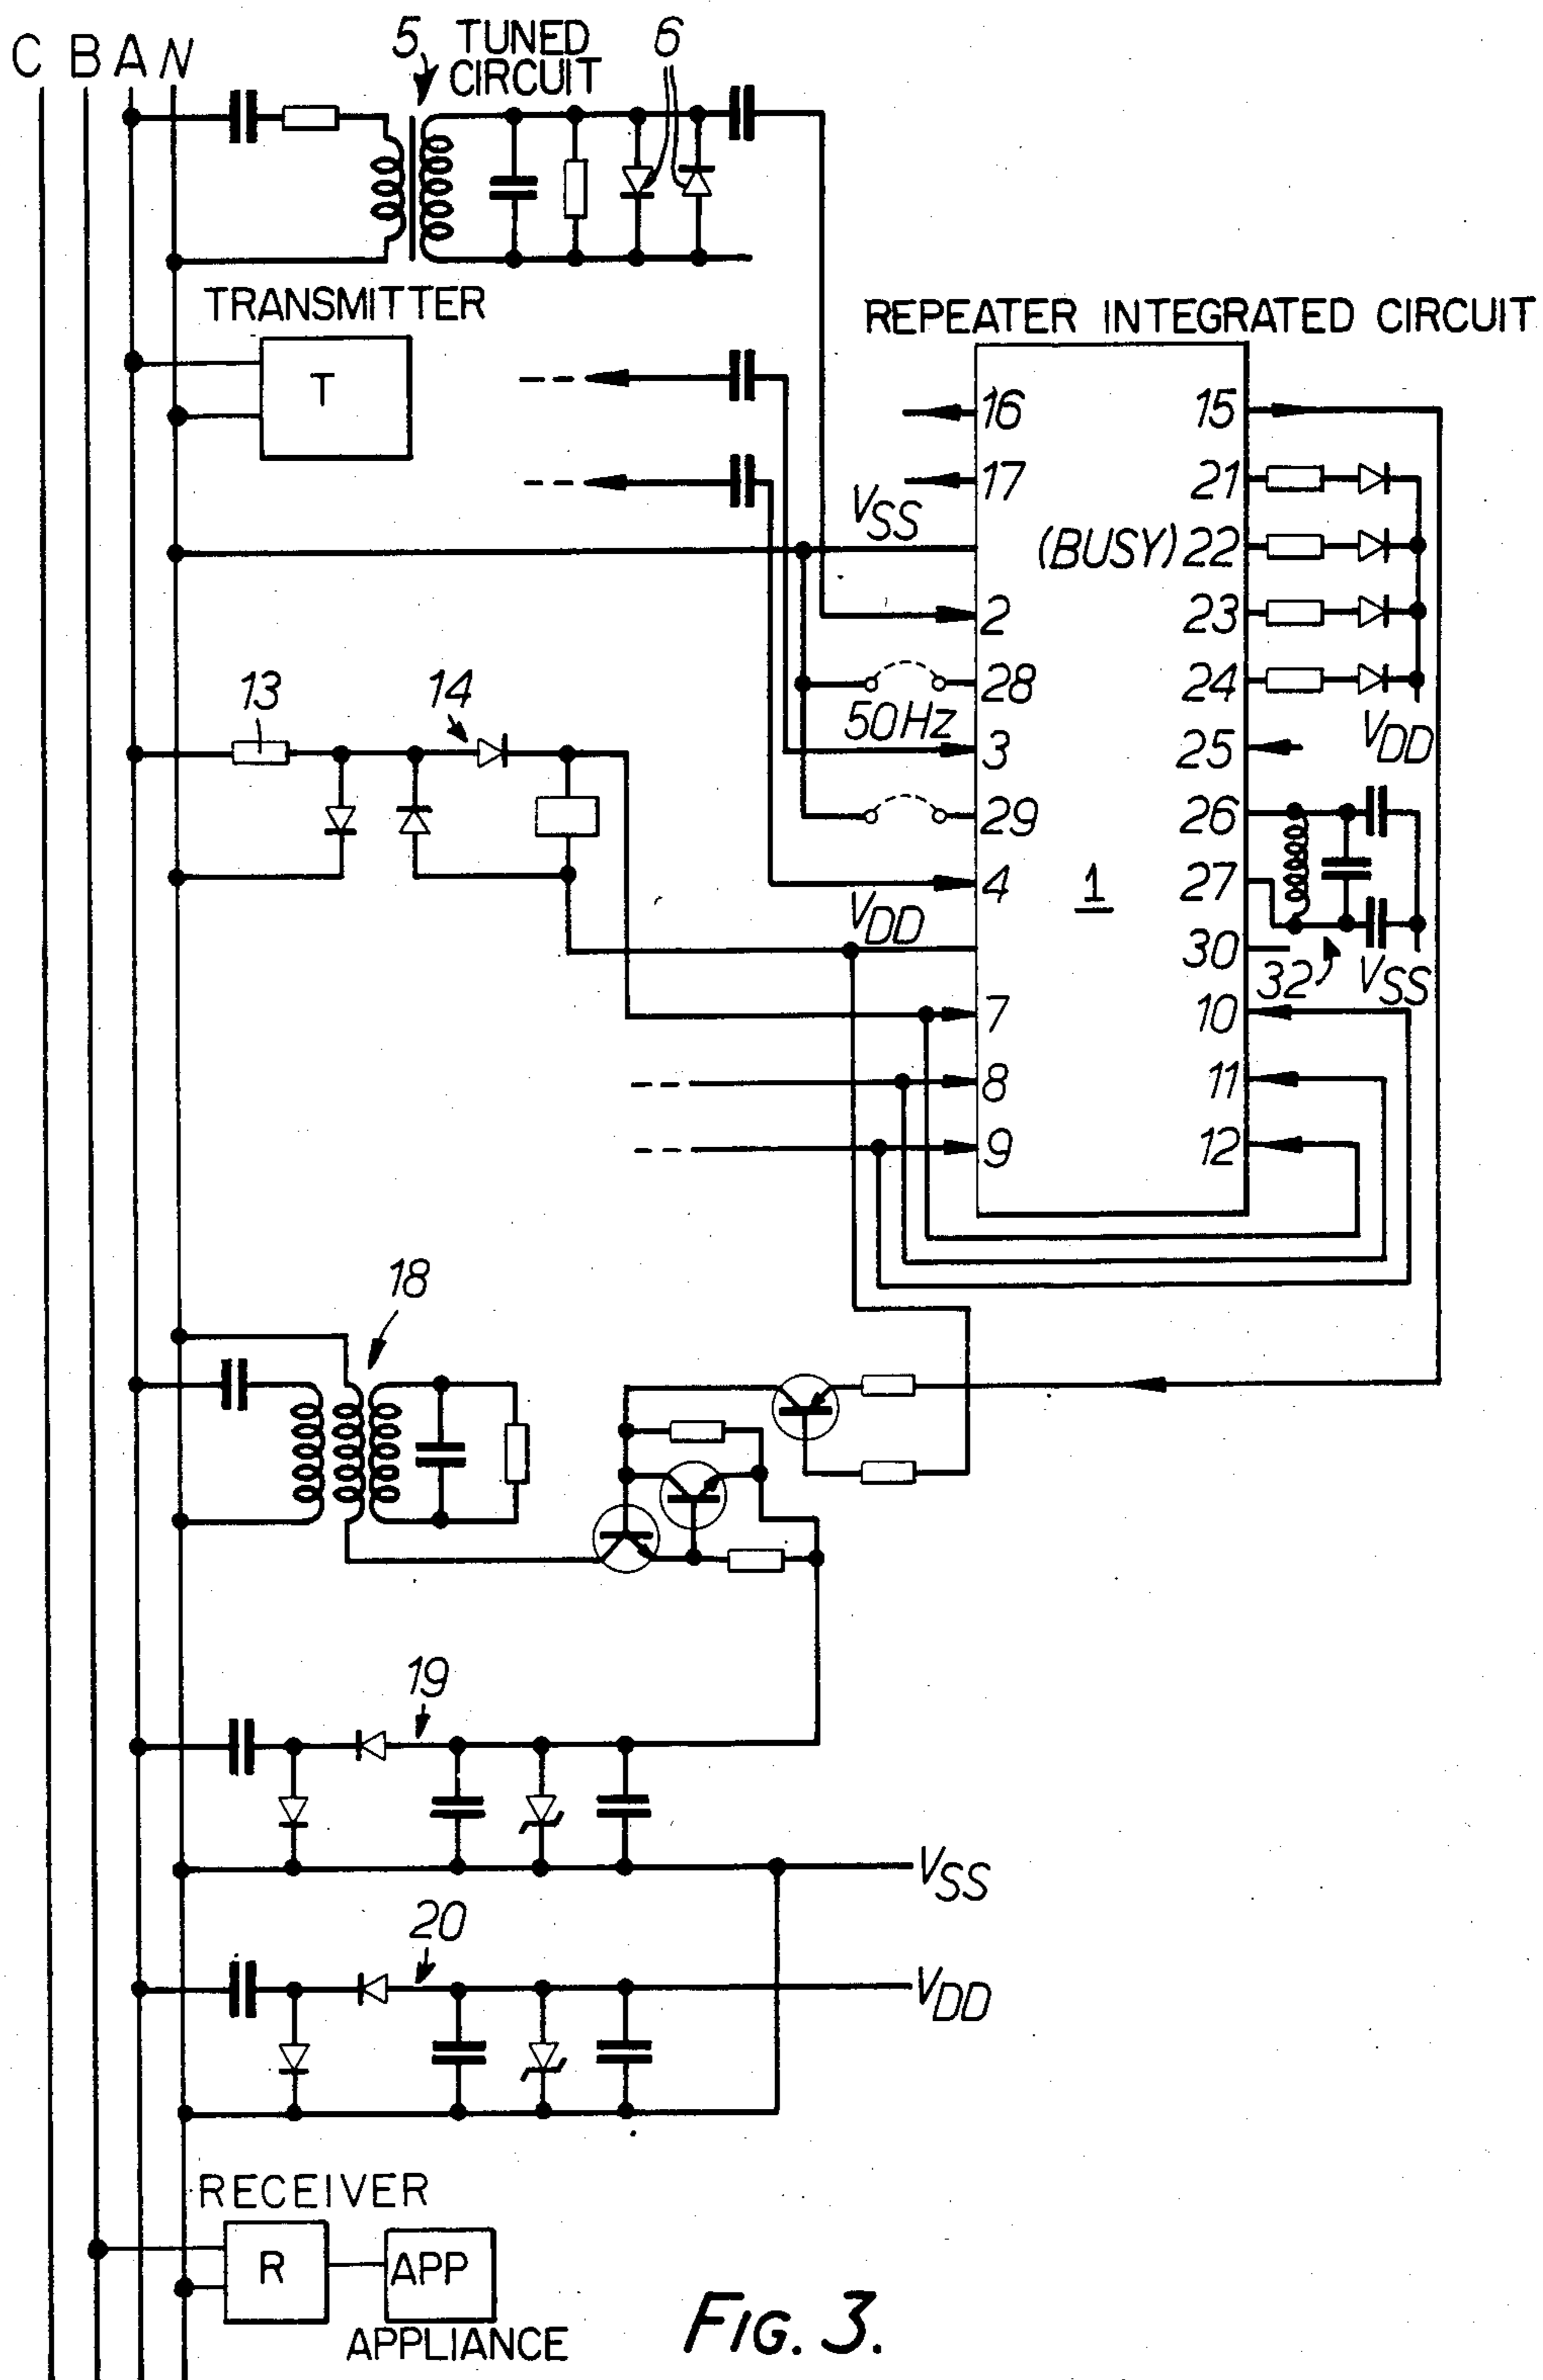 C B A N
5 TUNED CIRCUIT 6
TRANSMITTER
T
REPEATER INTEGRATED CIRCUIT
16 15
17 21
VSS (BUSY) 22
2 23
28 24
50Hz VDD
3 25
29 26
4 1 27
VDD 30
32 VSS
7 10
8 11
9 12
13 14
18
19
VSS
20
VDD
RECEIVER
R APP
APPLIANCE
FIG. 3.